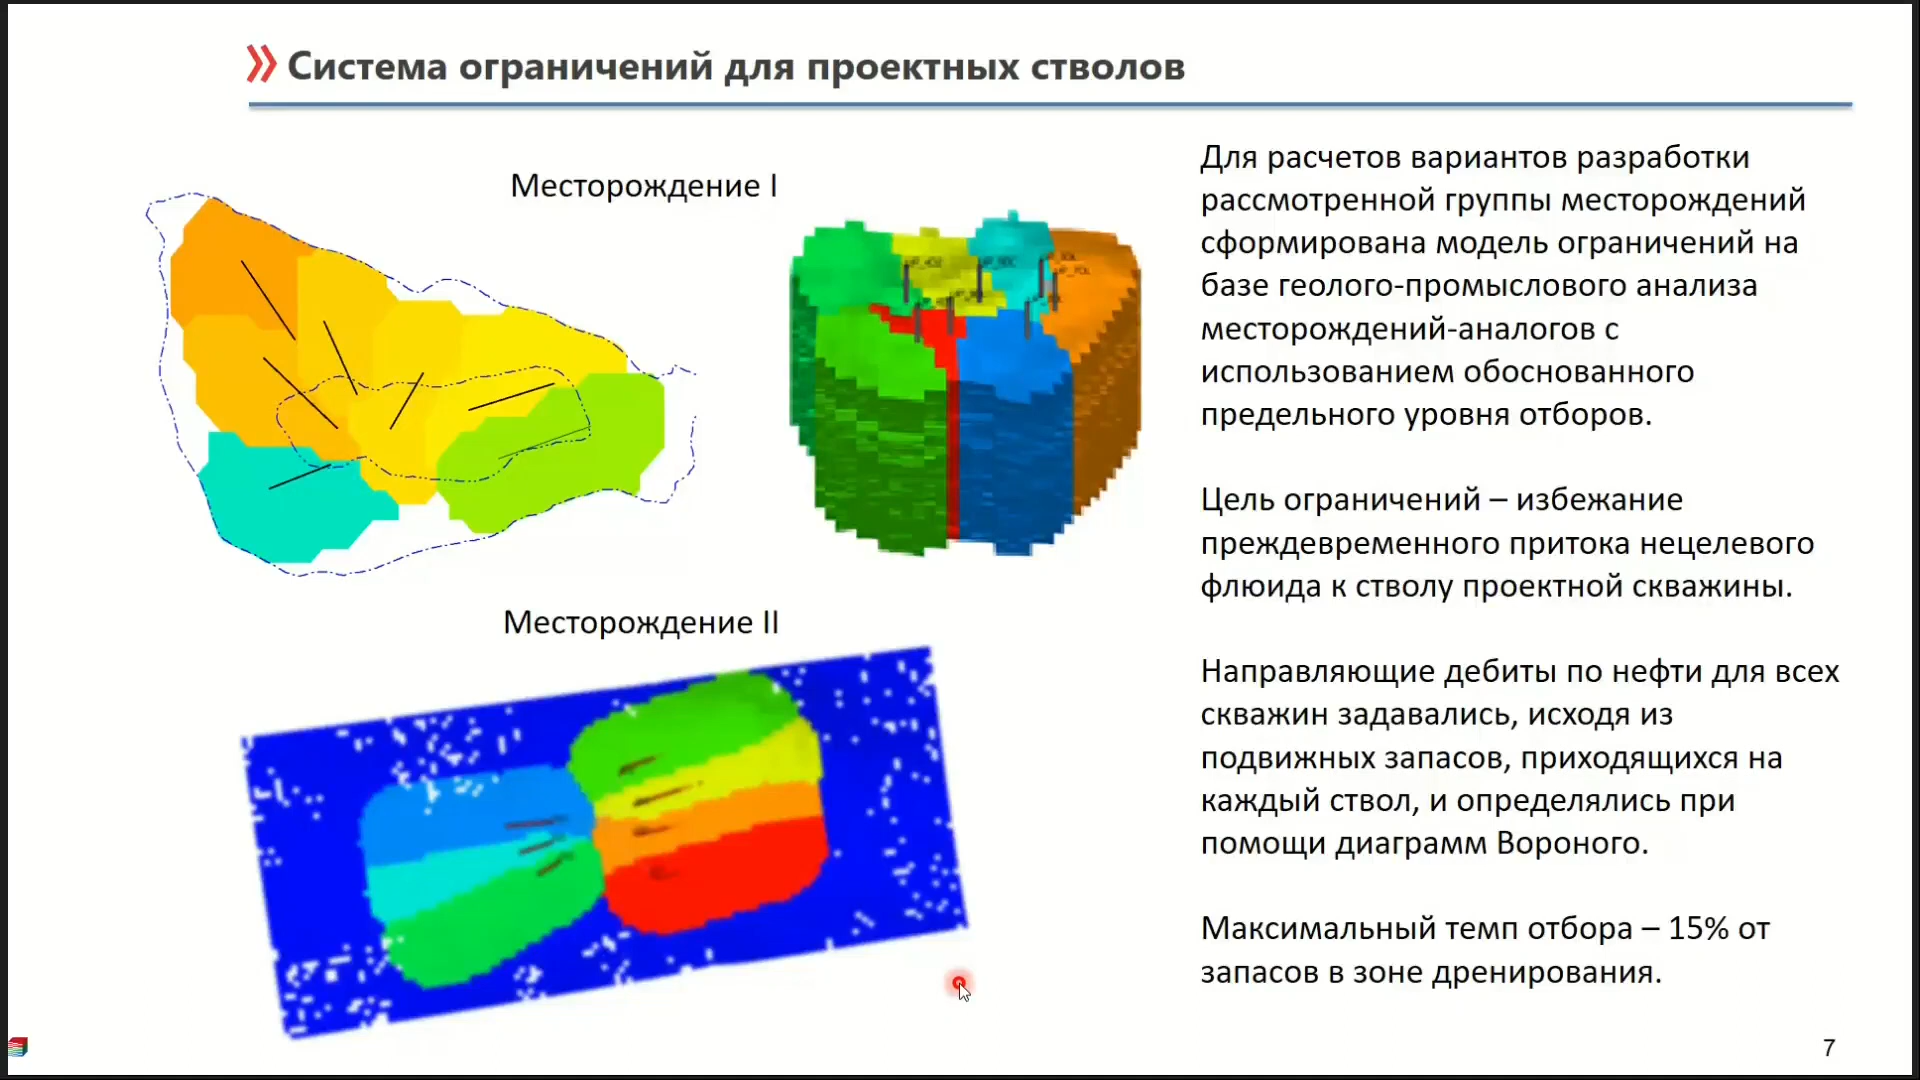 Система ограничений для проектных стволов
Месторождение I
Месторождение II
Для расчетов вариантов разработки
рассмотренной группы месторождений
сформирована модель ограничений на
базе геолого-промыслового анализа
месторождений-аналогов с
использованием обоснованного
предельного уровня отборов.
Цель ограничений – избежание
преждевременного притока нецелевого
флюида к стволу проектной скважины.
Направляющие дебиты по нефти для всех
скважин задавались, исходя из
подвижных запасов, приходящихся на
каждый ствол, и определялись при
помощи диаграмм Вороного.
Максимальный темп отбора – 15% от
запасов в зоне дренирования.
7